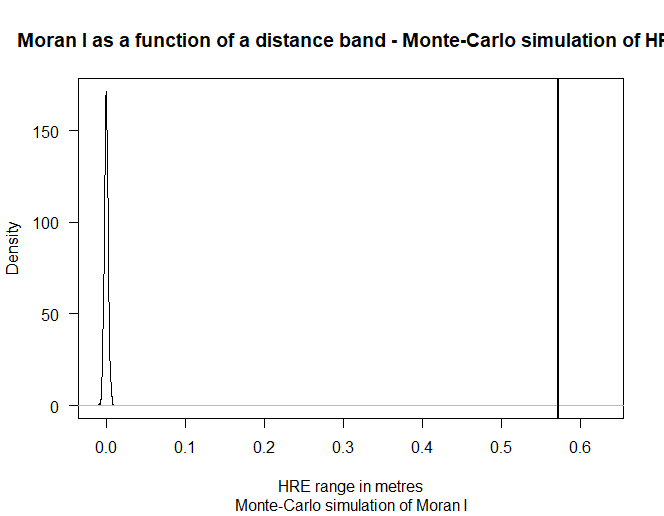 Moran I as a function of a distance band - Monte-Carlo simulation of HR
150
100
50
0
Density
0.0 0.1 0.2 0.3 0.4 0.5 0.6
HRE range in metres
Monte-Carlo simulation of Moran I